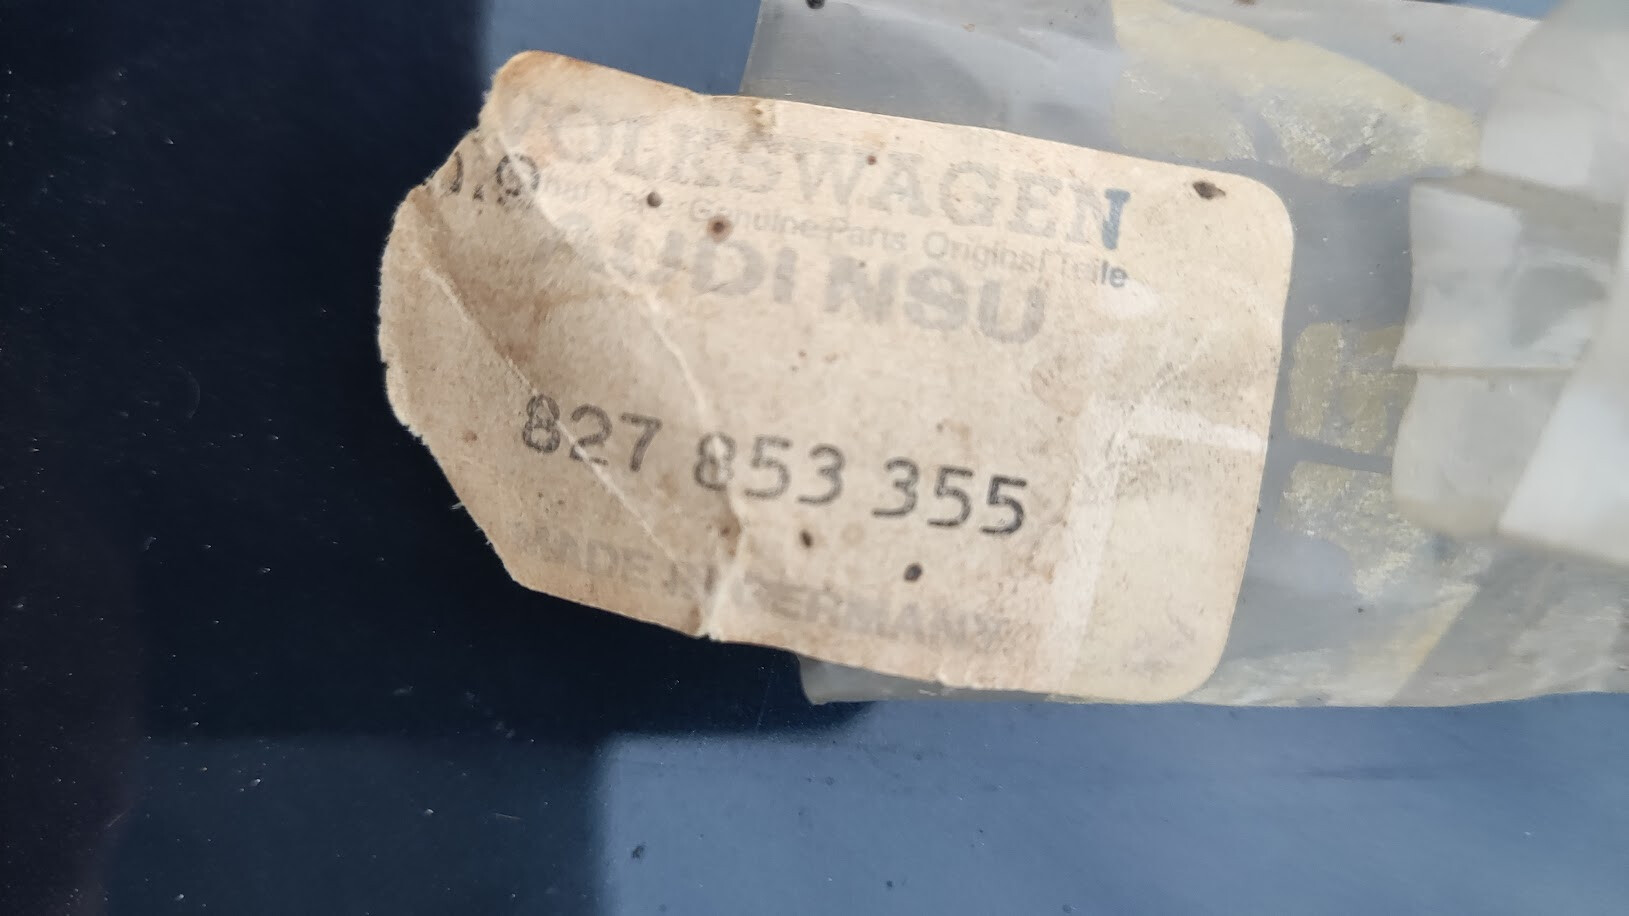 VOLKSWAGEN
Genuine Parts Original Teile
AUDI NSU
827 853 355
MADE IN GERMANY